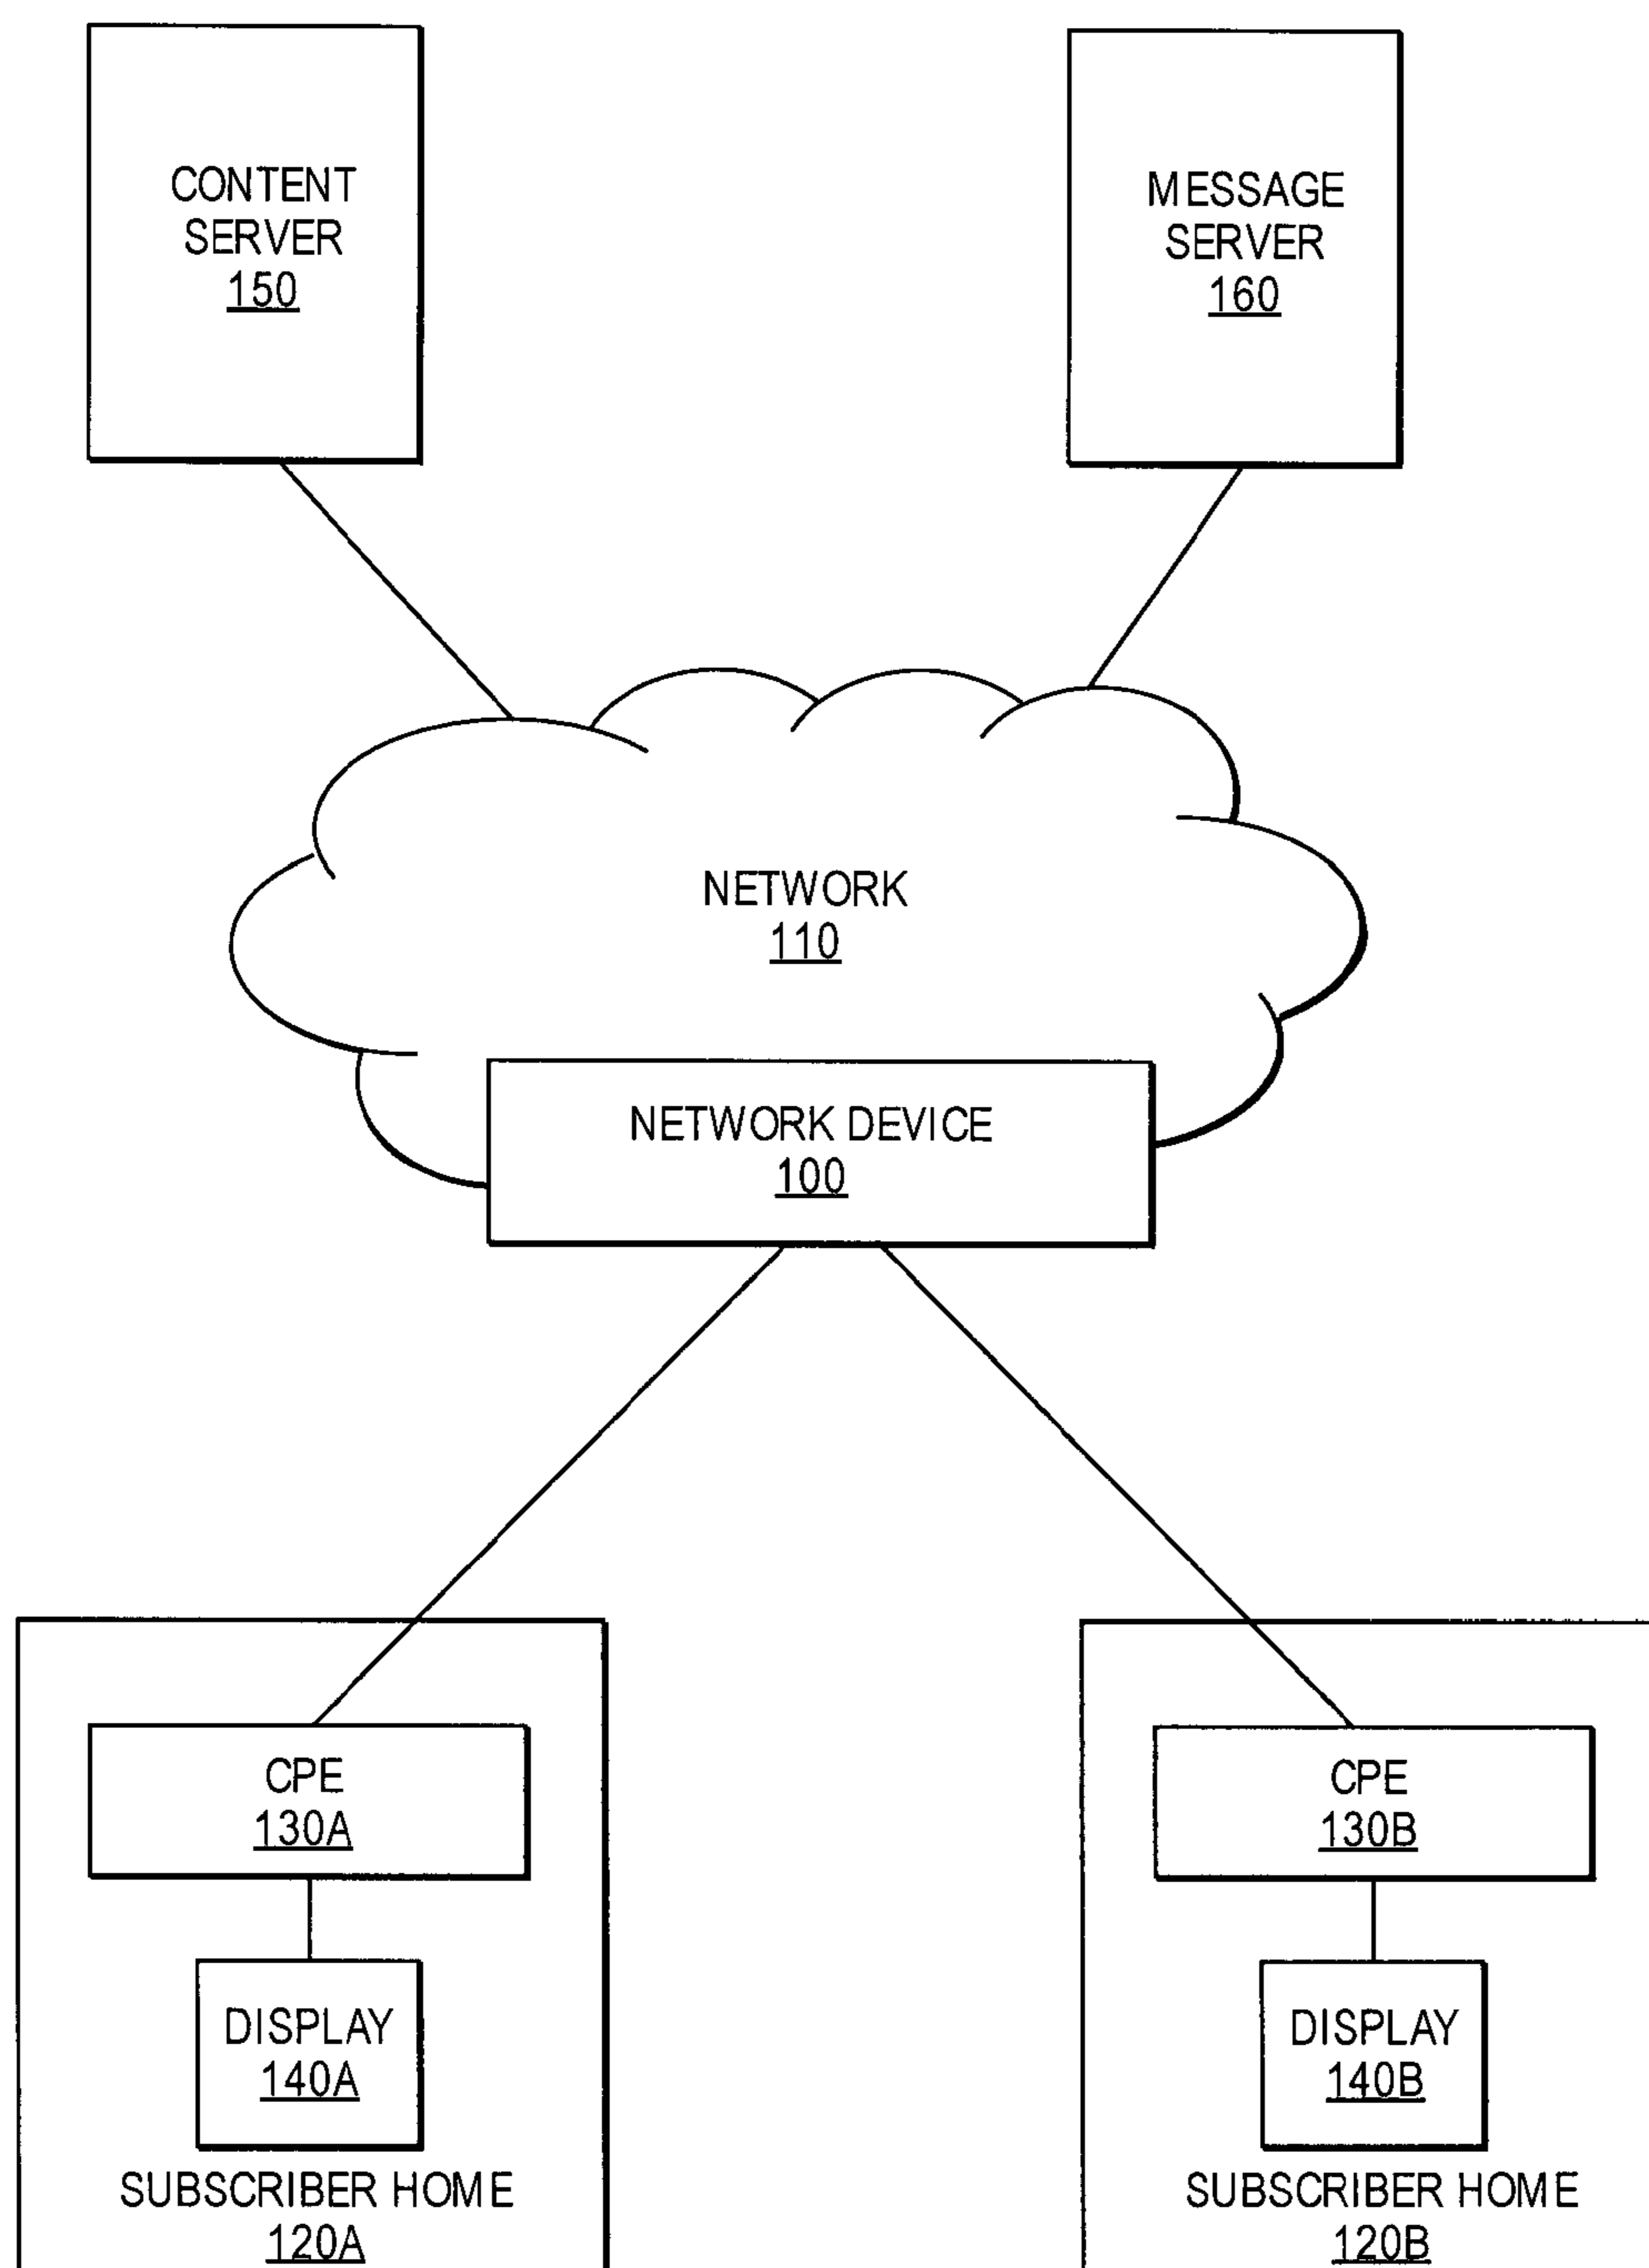 CONTENT
SERVER
150
MESSAGE
SERVER
160
NETWORK
110
NETWORK DEVICE
100
CPE
130A
DISPLAY
140A
SUBSCRIBER HOME
120A
CPE
130B
DISPLAY
140B
SUBSCRIBER HOME
120B